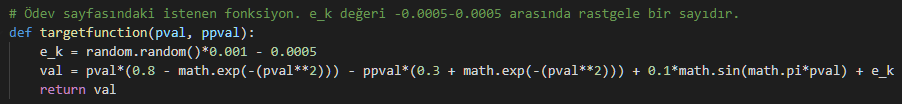 # Ödev sayfasındaki istenen fonksiyon. e_k değeri -0.0005-0.0005 arasında rastgele bir sayıdır.
def targetfunction(pval, ppval):
    e_k = random.random()*0.001 - 0.0005
    val = pval*(0.8 - math.exp(-(pval**2))) - ppval*(0.3 + math.exp(-(pval**2))) + 0.1*math.sin(math.pi*pval) + e_k
    return val